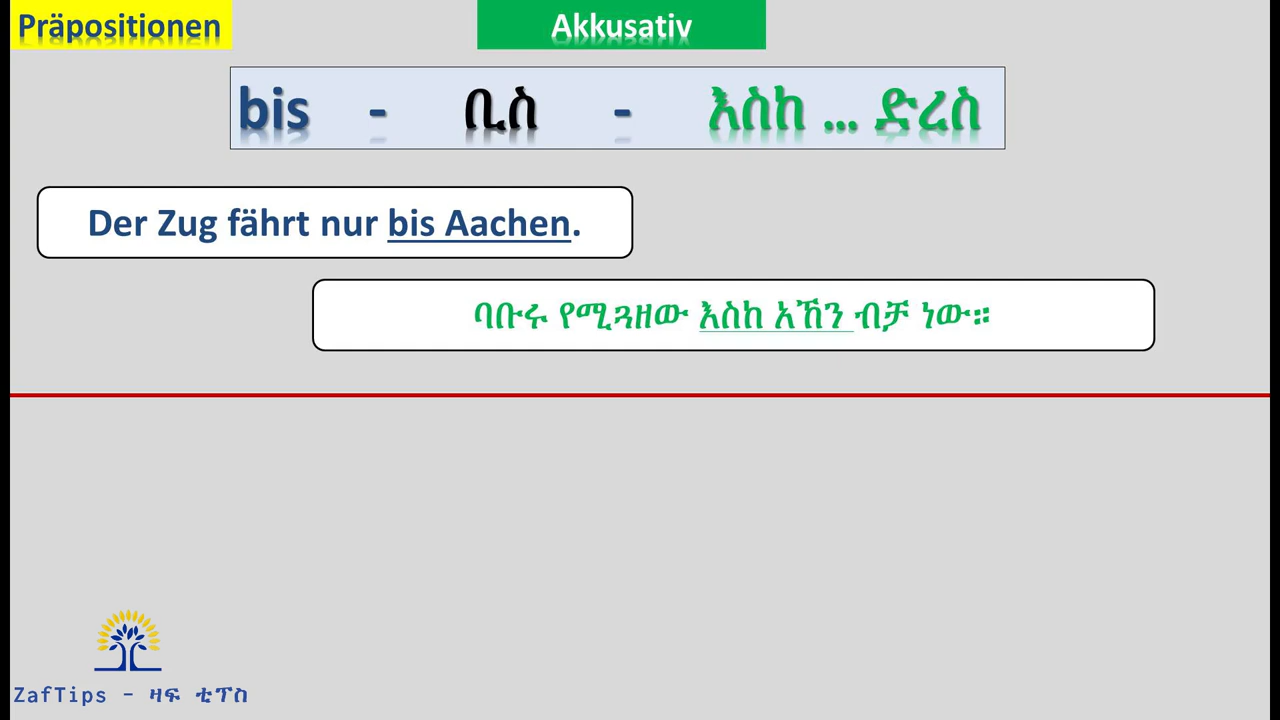 Präpositionen
Akkusativ
bis - ቢስ - እስከ ... ድረስ
Der Zug fährt nur bis Aachen.
ባቡሩ የሚጓዘው እስከ አኸን ብቻ ነው።
ZafTips - ዛፍ ቲፕስ